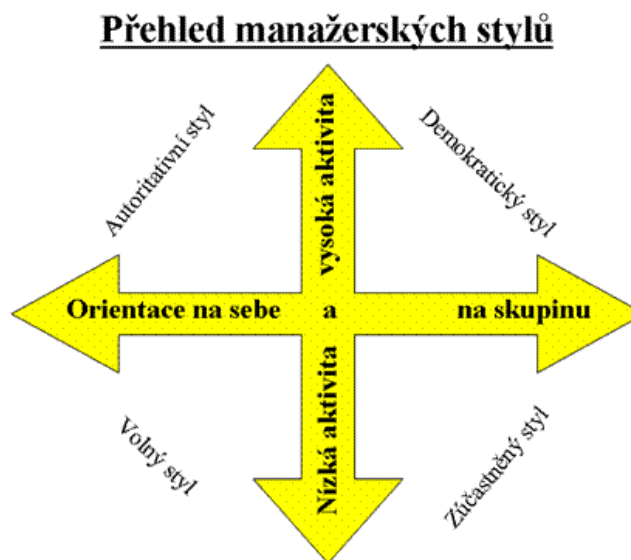 Přehled manažerských stylů
Autoritativní styl
vysoká aktivita
Demokratický styl
Orientace na sebe a na skupinu
Volný styl
Nízká aktivita
Zúčastněný styl